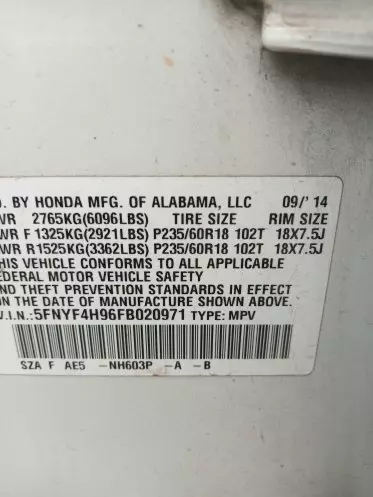 . BY HONDA MFG. OF ALABAMA, LLC 09/'14
WR 2765KG(6096LBS) TIRE SIZE RIM SIZE
WR F 1325KG(2921LBS) P235/60R18 102T 18X7.5J
WR R1525KG(3362LBS) P235/60R18 102T 18X7.5J
THIS VEHICLE CONFORMS TO ALL APPLICABLE
EDERAL MOTOR VEHICLE SAFETY
ND THEFT PREVENTION STANDARDS IN EFFECT
N THE DATE OF MANUFACTURE SHOWN ABOVE.
V.I.N.:5FNYF4H96FB020971 TYPE: MPV
SZA F AE5 -NH603P -A -B